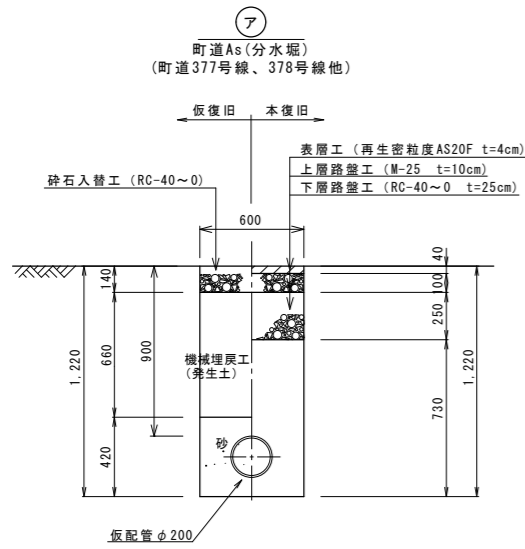 ア
町道As(分水堀)
(町道377号線、378号線他)
仮復旧 本復旧
表層工 (再生密粒度AS20F t=4cm)
上層路盤工 (M-25 t=10cm)
下層路盤工 (RC-40～0 t=25cm)
砕石入替工 (RC-40～0)
600
40
140
100
250
660
900
1,220
機械埋戻工
(発生土)
1,220
730
420
砂
仮配管φ200